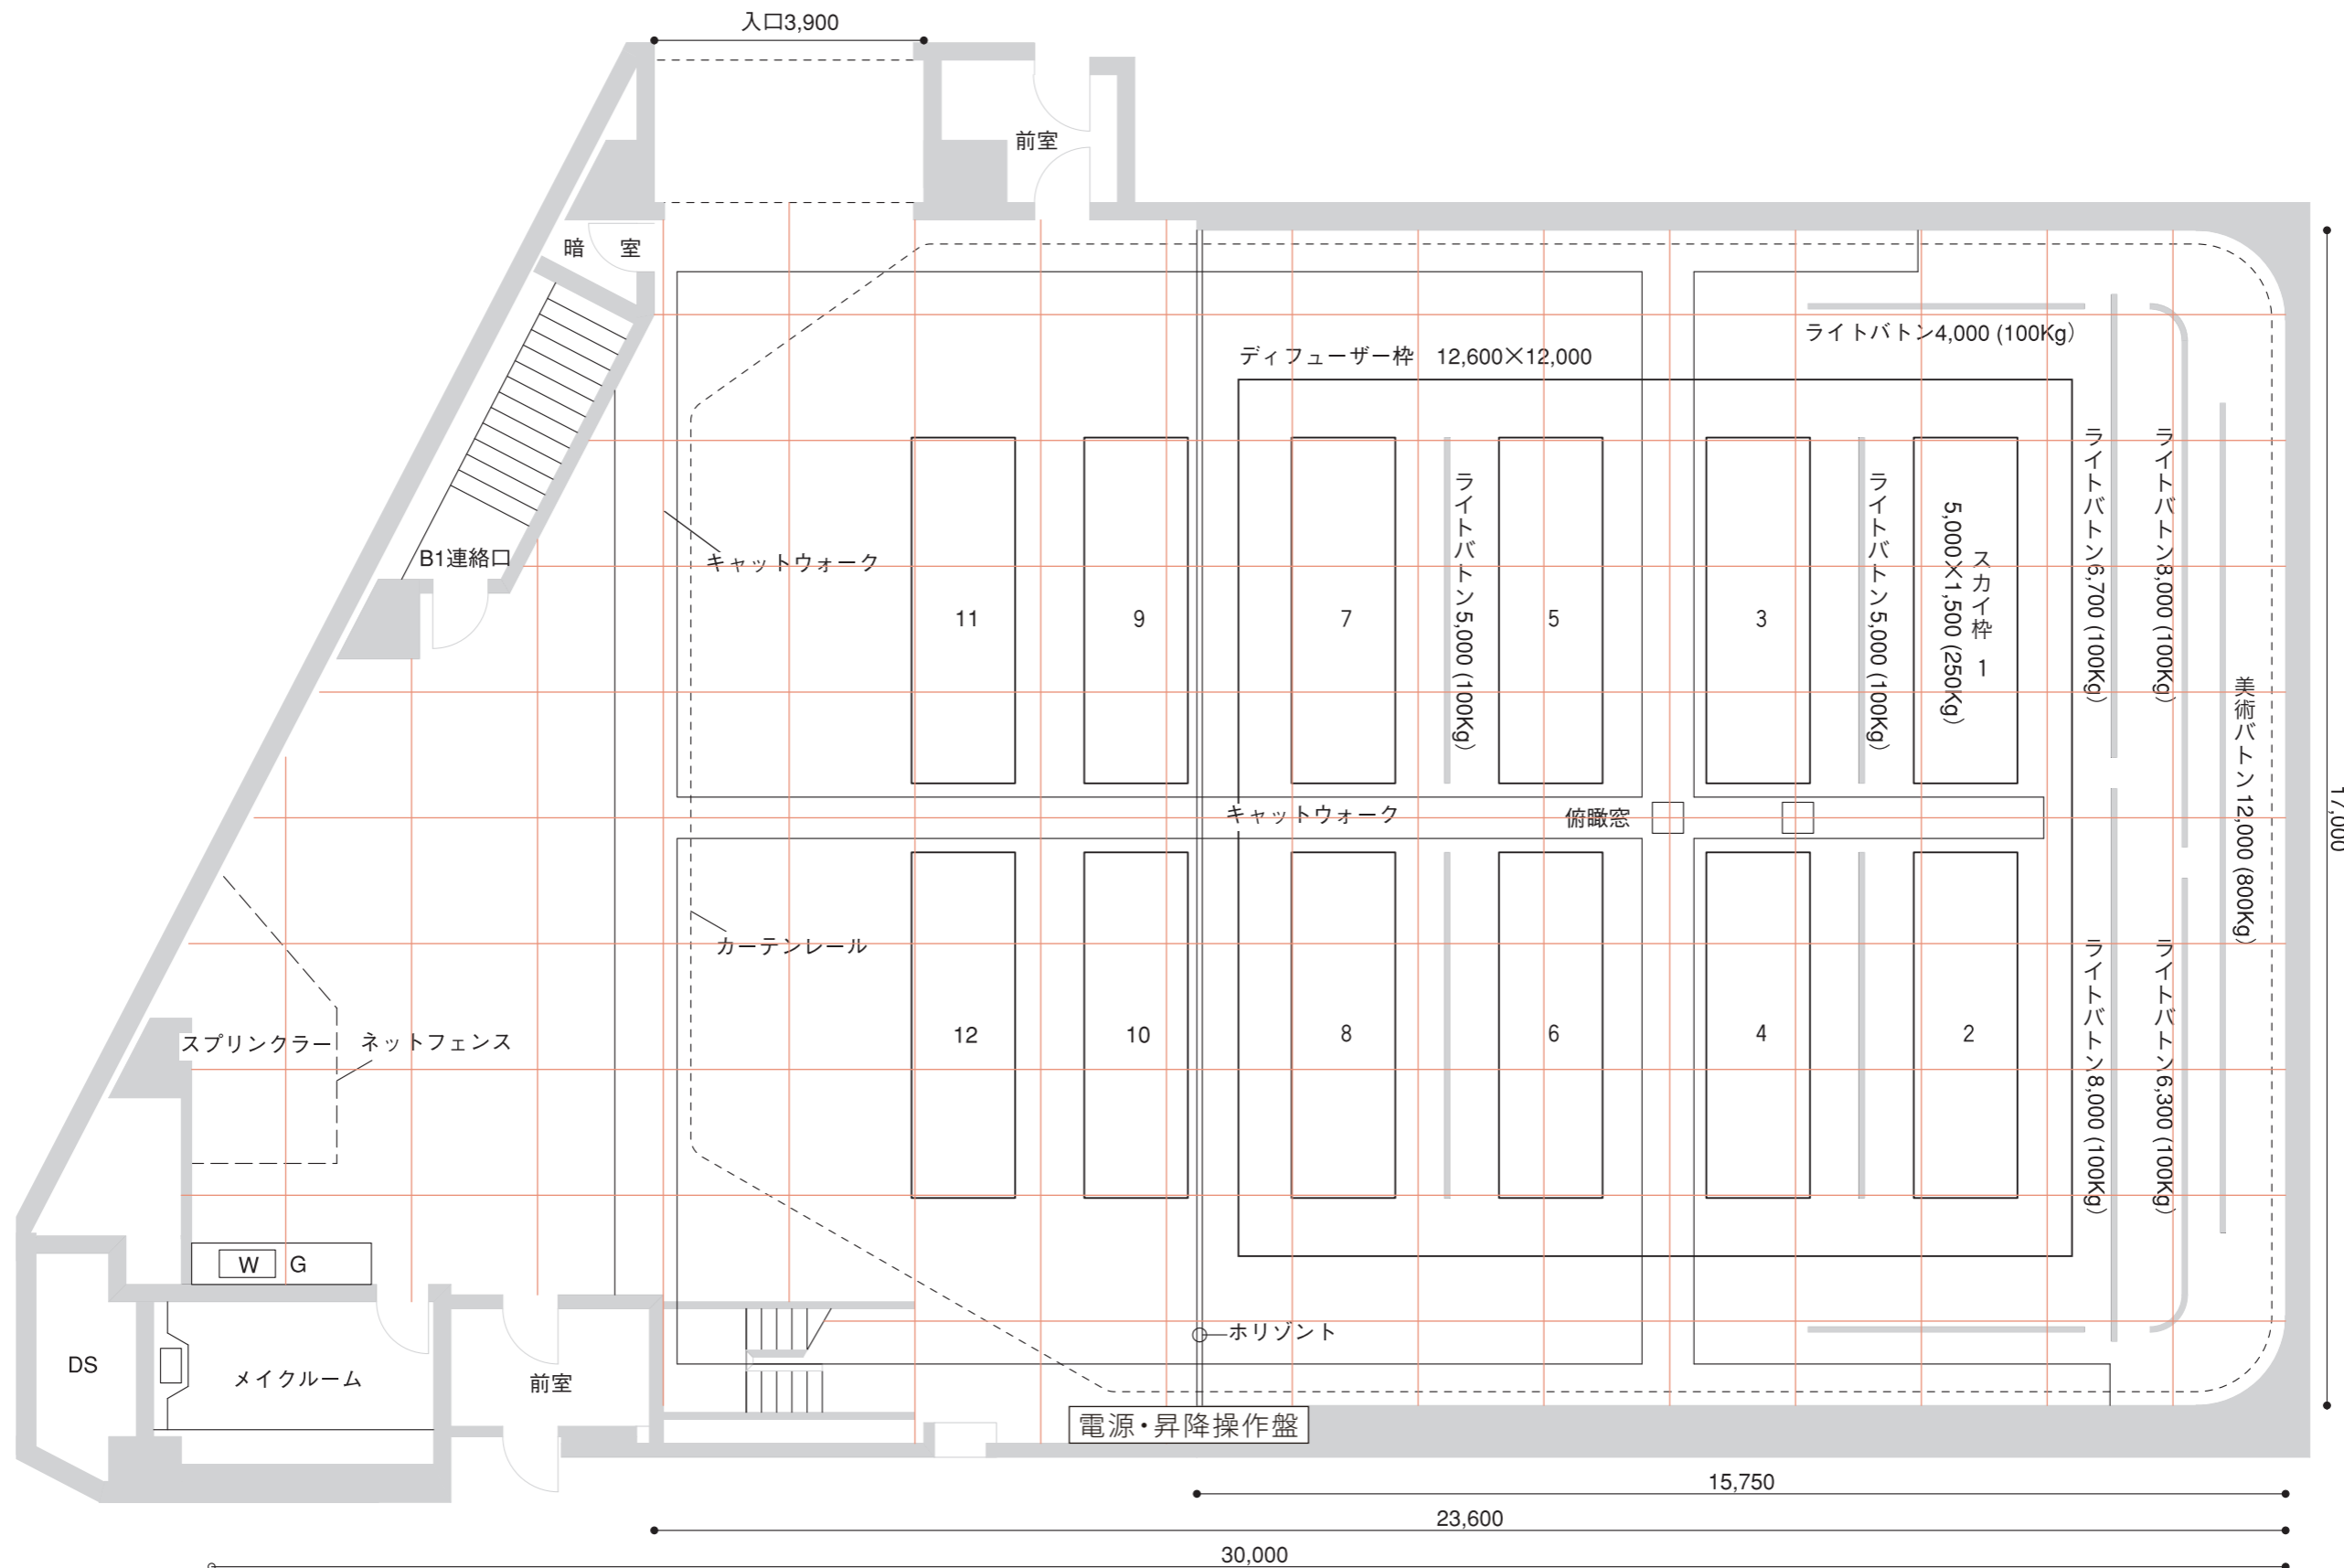 入口3,900
前室
暗 室
ライトバトン4,000 (100Kg)
ディフューザー枠 12,600×12,000
B1連絡口
キャットウォーク
11
9
7
ライトバトン5,000 (100Kg)
5
3
ライトバトン5,000 (100Kg)
スカイ枠 1
5,000×1,500 (250Kg)
ライトバトン6,700 (100Kg)
ライトバトン8,000 (100Kg)
美術バトン12,000 (800Kg)
17,000
キャットウォーク
俯瞰窓
カーテンレール
スプリンクラー
ネットフェンス
12
10
8
6
4
2
ライトバトン8,000 (100Kg)
ライトバトン6,300 (100Kg)
W G
ホリゾント
DS
メイクルーム
前室
電源・昇降操作盤
15,750
23,600
30,000